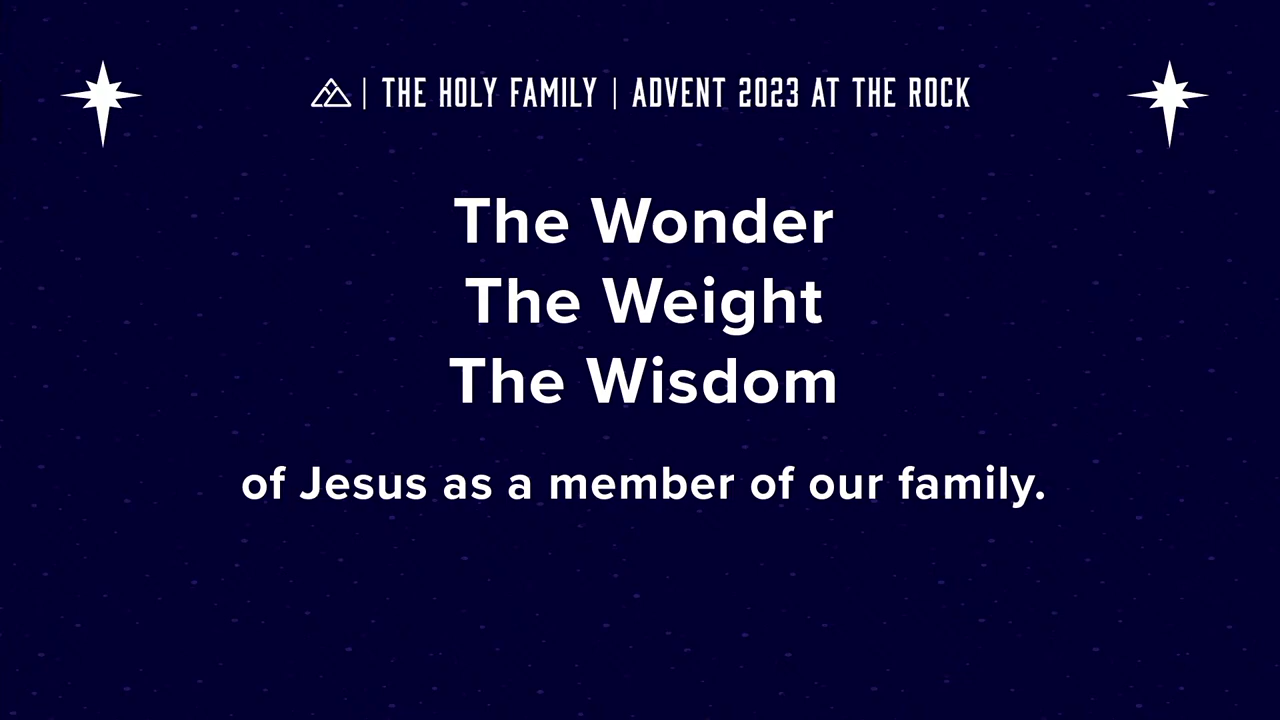 | THE HOLY FAMILY | ADVENT 2023 AT THE ROCK
The Wonder
The Weight
The Wisdom
of Jesus as a member of our family.